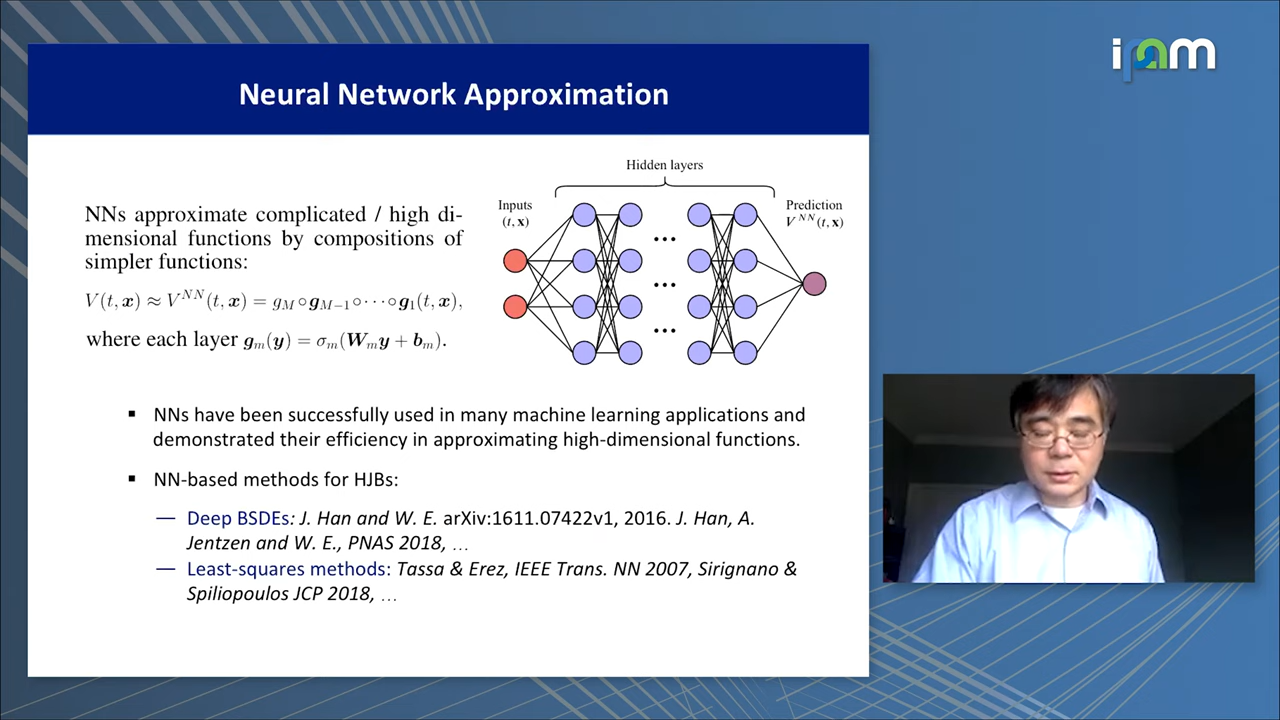 ipam
Neural Network Approximation
NNs approximate complicated / high di-
mensional functions by compositions of
simpler functions:
V(t, x) ≈ V^{NN}(t, x) = g_M ∘ g_{M−1} ∘ ⋯ ∘ g_1(t, x),
where each layer g_m(y) = σ_m(W_m y + b_m).
Hidden layers
Inputs
(t, x)
Prediction
V^{NN}(t, x)
...
...
...
▪ NNs have been successfully used in many machine learning applications and
demonstrated their efficiency in approximating high-dimensional functions.
▪ NN-based methods for HJBs:
— Deep BSDEs: J. Han and W. E. arXiv:1611.07422v1, 2016. J. Han, A.
Jentzen and W. E., PNAS 2018, ...
— Least-squares methods: Tassa & Erez, IEEE Trans. NN 2007, Sirignano &
Spiliopoulos JCP 2018, ...